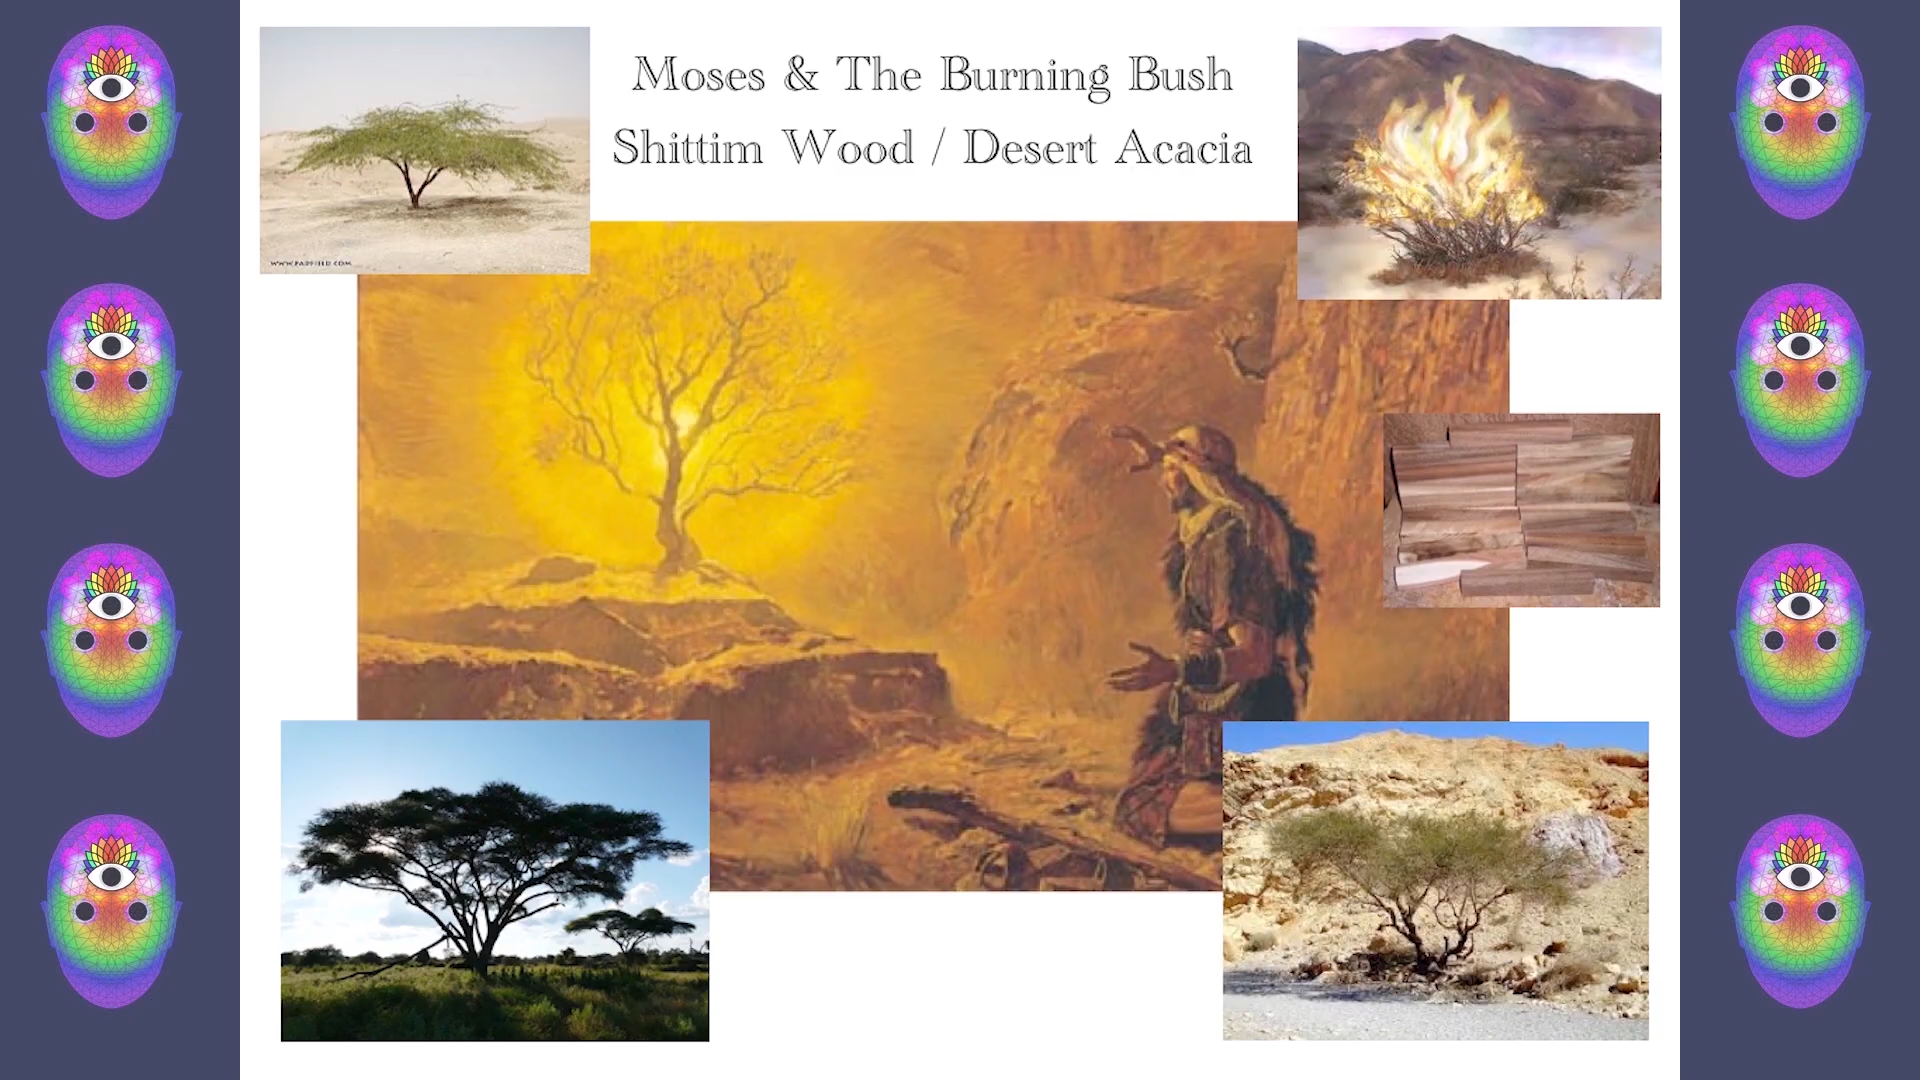 Moses & The Burning Bush
Shittim Wood / Desert Acacia